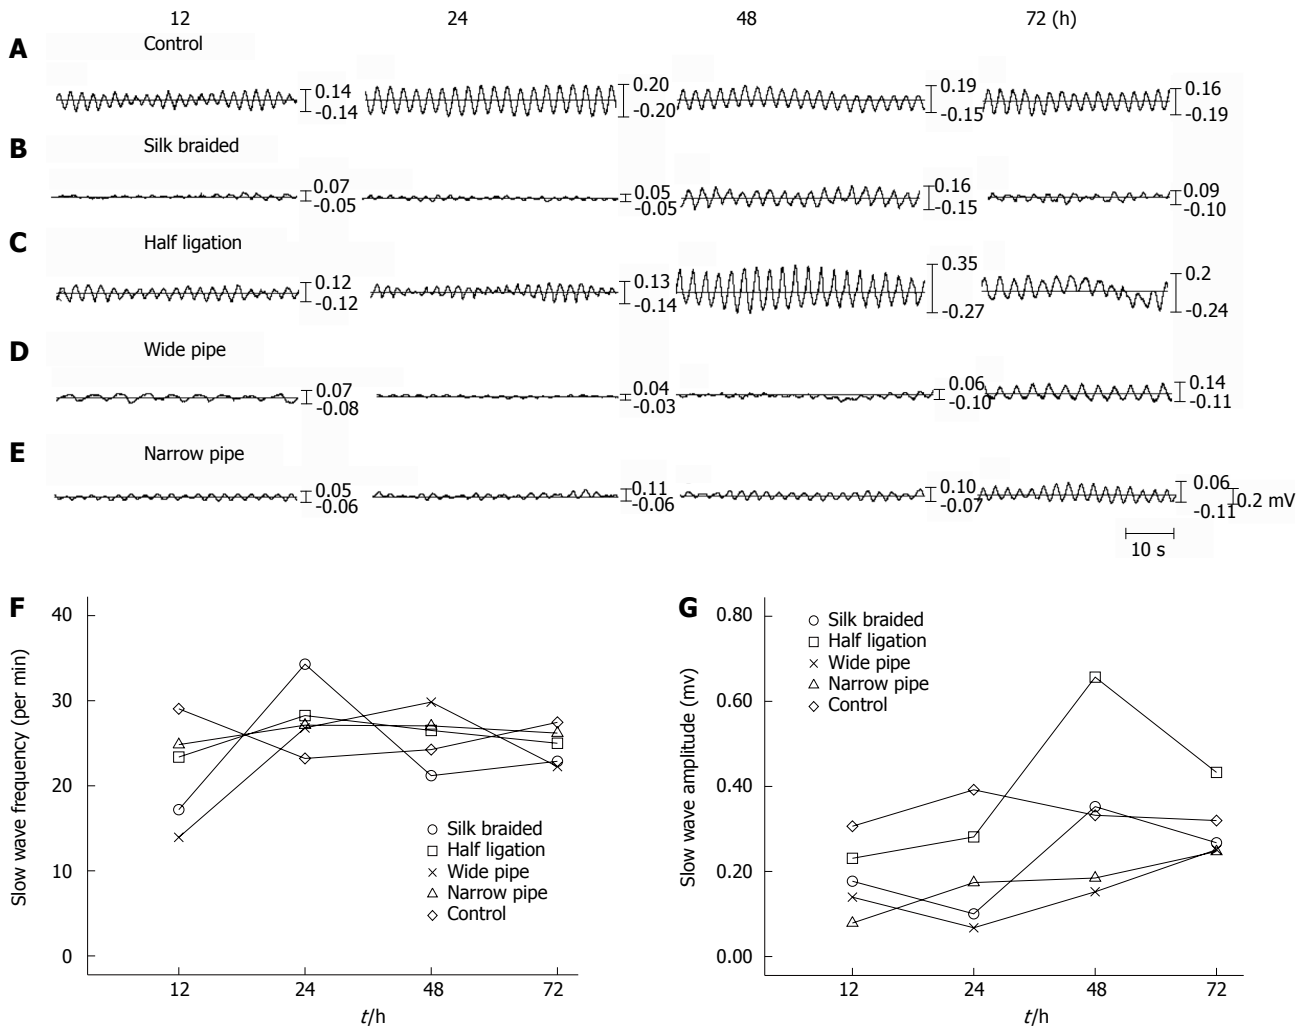 12 24 48 72 (h)
A Control
0.14 0.20 0.19 0.16
-0.14 -0.20 -0.15 -0.19
B Silk braided
0.07 0.05 0.16 0.09
-0.05 -0.05 -0.15 -0.10
C Half ligation
0.12 0.13 0.35 0.2
-0.12 -0.14 -0.27 -0.24
D Wide pipe
0.07 0.04 0.06 0.14
-0.08 -0.03 -0.10 -0.11
E Narrow pipe
0.05 0.11 0.10 0.06
-0.06 -0.06 -0.07 -0.11 0.2 mV
10 s
F
Slow wave frequency (per min)
40
30
20
10
0
Silk braided
Half ligation
Wide pipe
Narrow pipe
Control
12 24 48 72
t/h
G
Slow wave amplitude (mv)
0.80
0.60
0.40
0.20
0.00
Silk braided
Half ligation
Wide pipe
Narrow pipe
Control
12 24 48 72
t/h